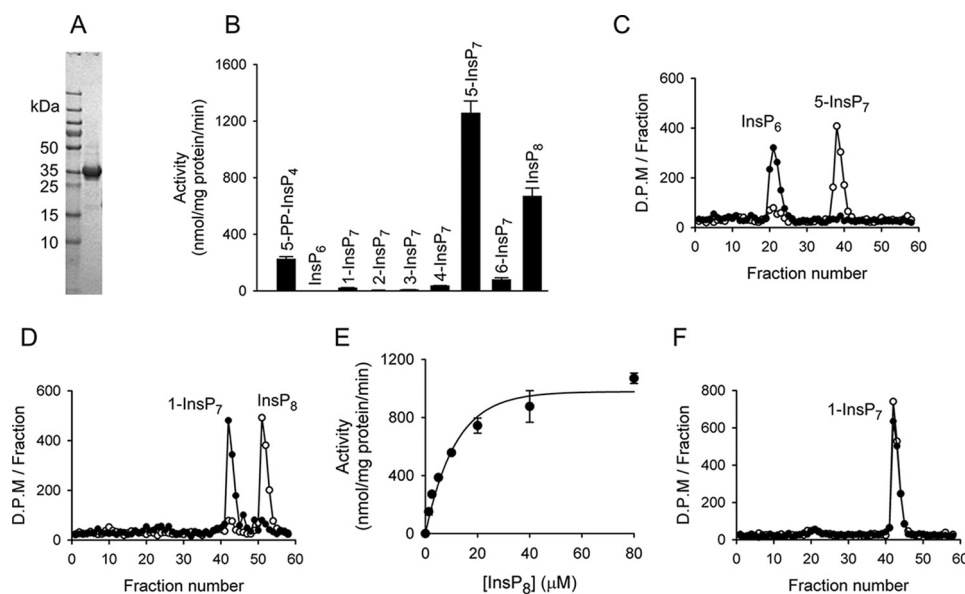 A
kDa
50
35
25
15
10
B
Activity
(nmol/mg protein/min)
1600
1200
800
400
0
5-PP-InsP4
InsP6
1-InsP7
2-InsP7
3-InsP7
4-InsP7
5-InsP7
6-InsP7
InsP8
C
D.P.M / Fraction
600
400
200
0
InsP6
5-InsP7
0 10 20 30 40 50 60
Fraction number
D
D.P.M / Fraction
600
400
200
0
1-InsP7
InsP8
0 10 20 30 40 50 60
Fraction number
E
Activity
(nmol/mg protein/min)
1200
800
400
0
0 20 40 60 80
[InsP8] (μM)
F
D.P.M / Fraction
800
600
400
200
0
1-InsP7
0 10 20 30 40 50 60
Fraction number